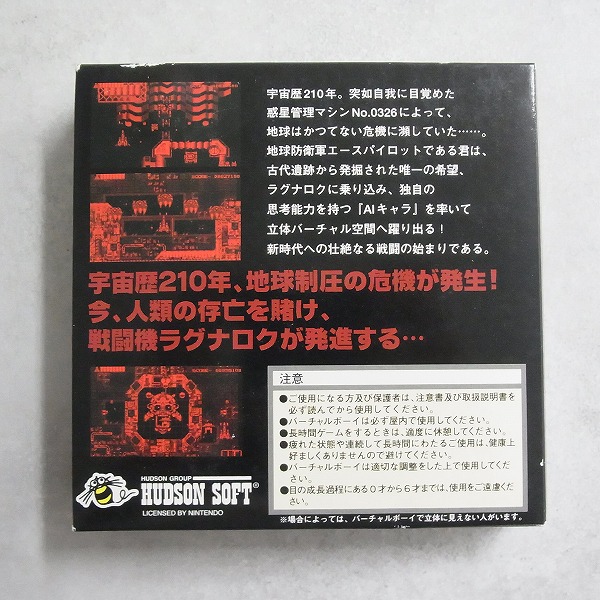 宇宙歴210年。突如自我に目覚めた
惑星管理マシンNo.0326によって、
地球はかつてない危機に瀕していた……。
地球防衛軍エースパイロットである君は、
古代遺跡から発掘された唯一の希望、
ラグナロクに乗り込み、独自の
思考能力を持つ『AIキャラ』を率いて
立体バーチャル空間へ躍り出る！
新時代への壮絶なる戦闘の始まりである。
宇宙歴210年、地球制圧の危機が発生！
今、人類の存亡を賭け、
戦闘機ラグナロクが発進する…
注意
●ご使用になる方及び保護者は、注意書及び取扱説明書を
必ず読んでから使用してください。
●バーチャルボーイは必ず屋内で使用してください。
●長時間ゲームをするときは、適度に休憩してください。
●疲れた状態や連続して長時間にわたるご使用は、健康上
好ましくありませんので避けてください。
●バーチャルボーイは適切な調整をした上で使用してくだ
さい。
●目の成長過程にある0才から6才までは、使用をご遠慮くだ
さい。
※場合によっては、バーチャルボーイで立体に見えない人がいます。
HUDSON GROUP
HUDSON SOFT®
LICENSED BY NINTENDO